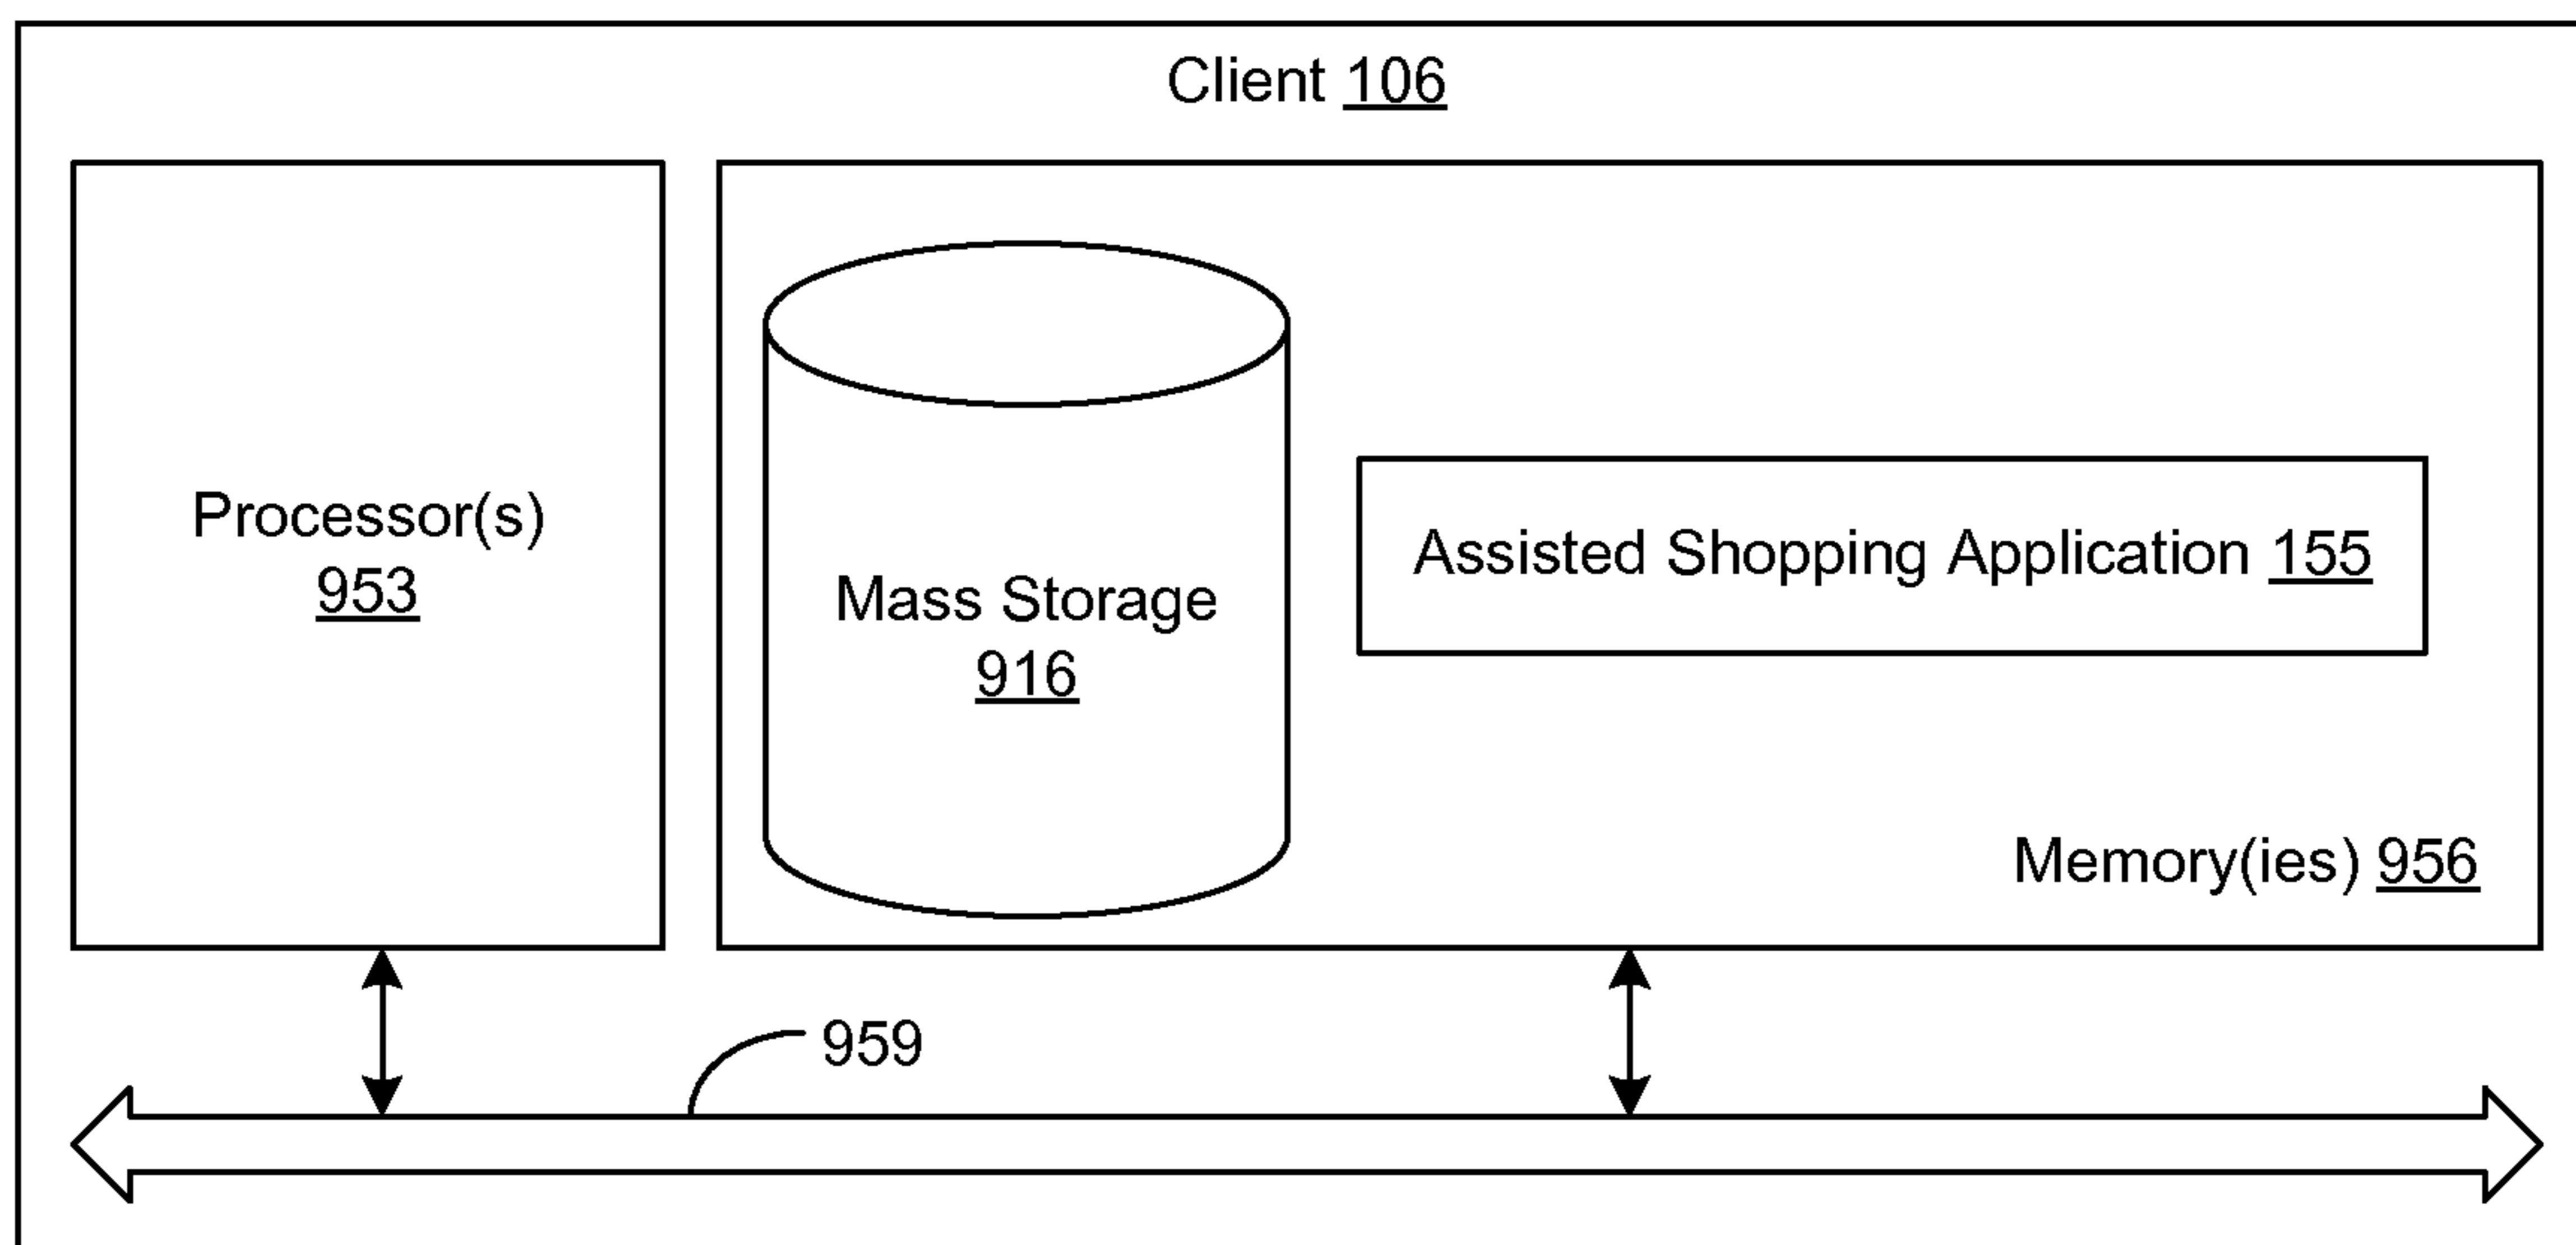 Client 106
Processor(s)
953
Mass Storage
916
Assisted Shopping Application 155
Memory(ies) 956
959